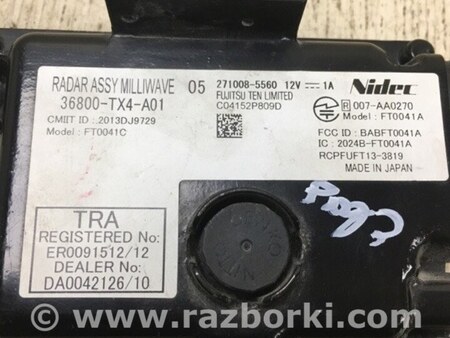 RADAR ASSY MILLIWAVE 05
36800-TX4-A01
CMIIT ID : 2013DJ9729
Model : FT0041C
271008-5560 12V 1A
FUJITSU TEN LIMITED
C04152P809D
Nidec
R 007-AA0270
Model : FT0041A
FCC ID : BABFT0041A
IC : 2024B-FT0041A
RCPFUFT13-3819
MADE IN JAPAN
TRA
REGISTERED No:
ER0091512/12
DEALER No:
DA0042126/10
www.razborki.com